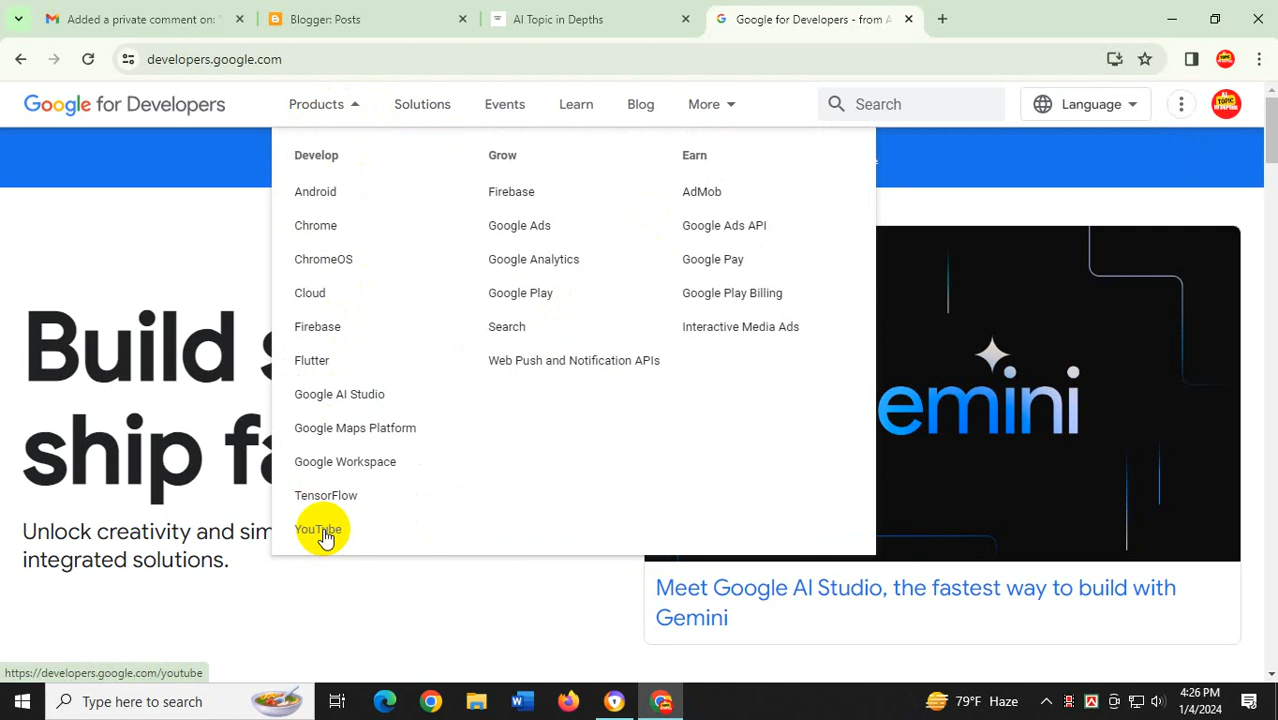 Added a private comment on:
Blogger: Posts
AI Topic in Depths
Google for Developers - from A
developers.google.com
Google for Developers
Products
Solutions
Events
Learn
Blog
More
Search
Language
Develop
Android
Chrome
ChromeOS
Cloud
Firebase
Flutter
Google AI Studio
Google Maps Platform
Google Workspace
TensorFlow
YouTube
Grow
Firebase
Google Ads
Google Analytics
Google Play
Search
Web Push and Notification APIs
Earn
AdMob
Google Ads API
Google Pay
Google Play Billing
Interactive Media Ads
Build
ship
Unlock creativity and
integrated solutions.
emini
Meet Google AI Studio, the fastest way to build with
Gemini
https://developers.google.com/youtube
Type here to search
79°F Haze
4:26 PM
1/4/2024